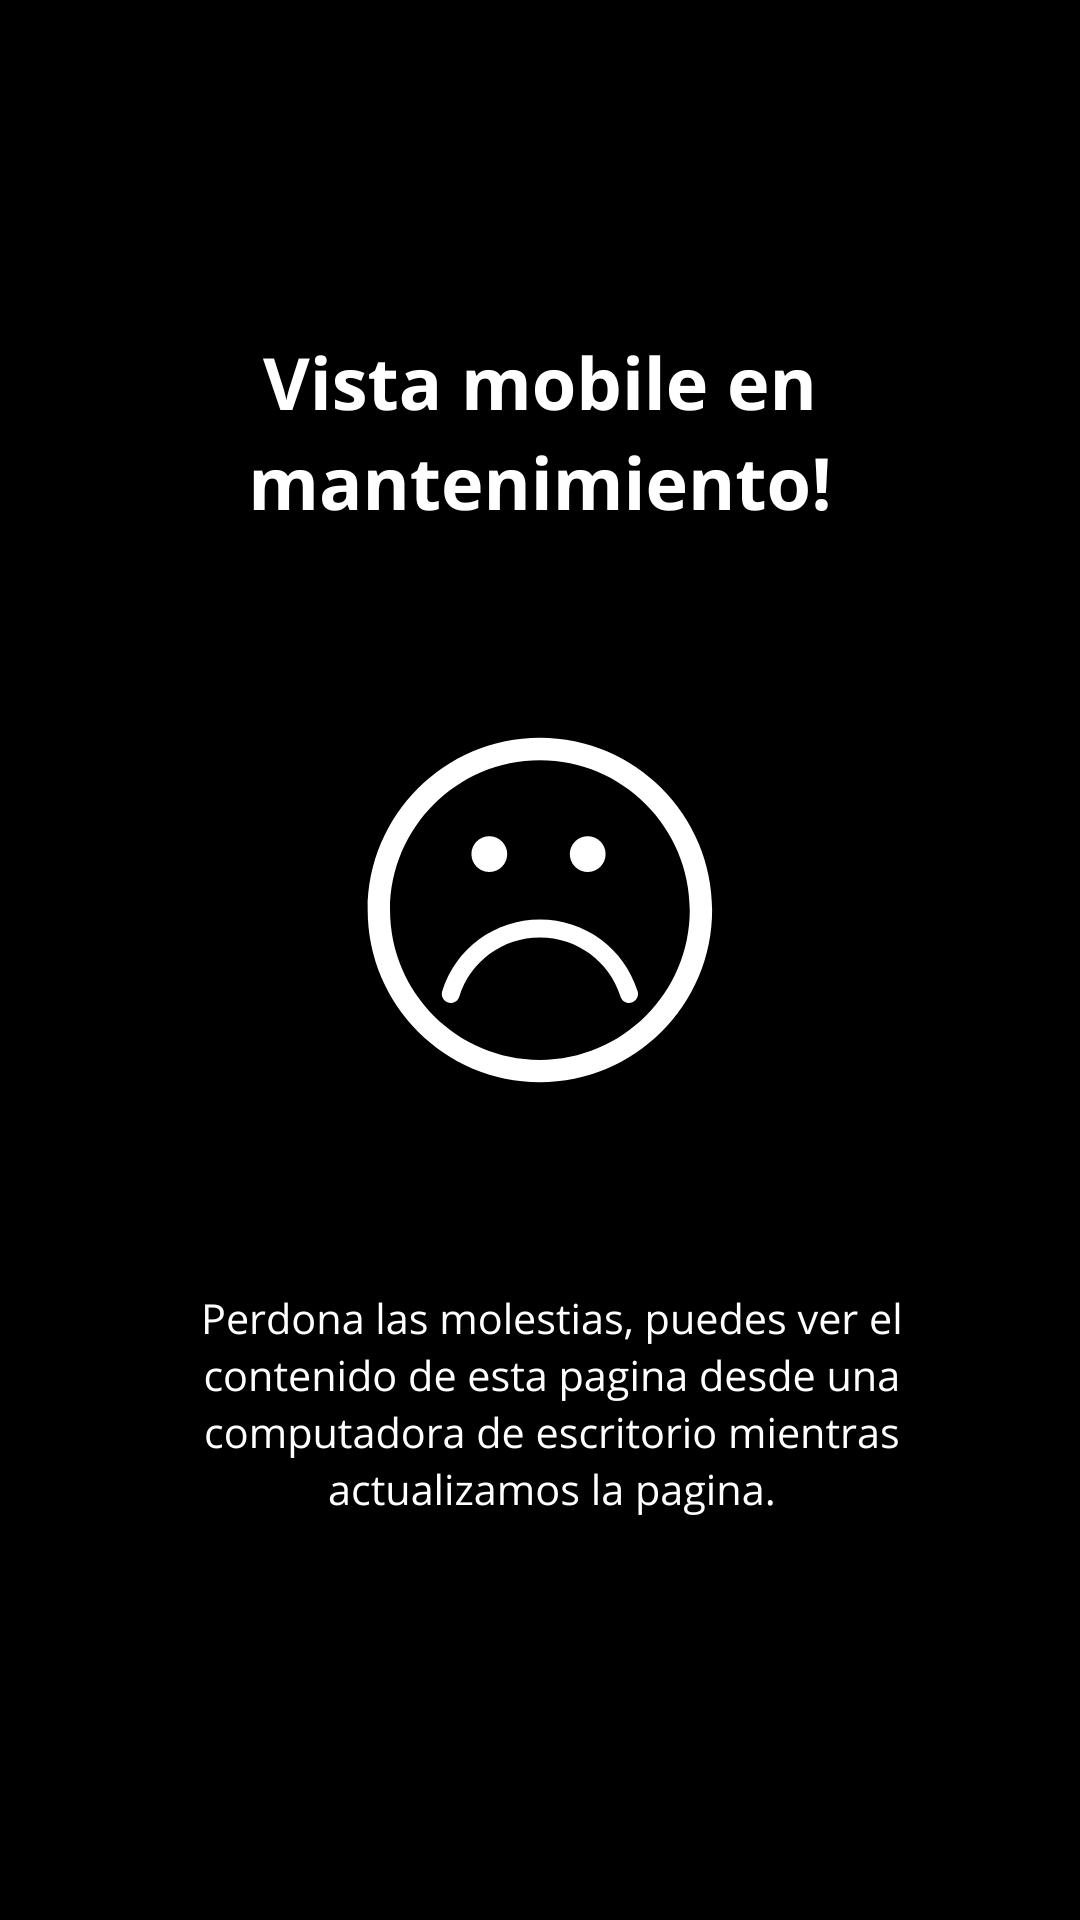 Vista mobile en
mantenimiento!
Perdona las molestias, puedes ver el
contenido de esta pagina desde una
computadora de escritorio mientras
actualizamos la pagina.